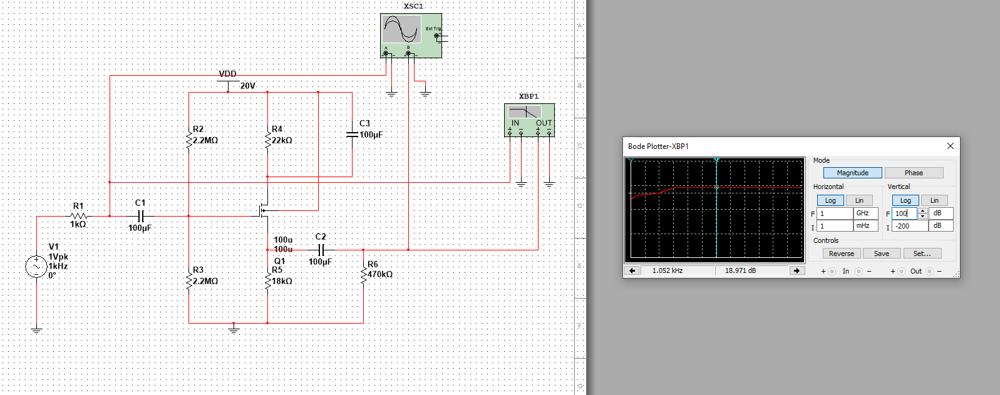 XSC1
Ext Trig
+
A
B
+ - + -
VDD
20V
XBP1
IN OUT
+ - + -
R2
2.2MΩ
R4
22kΩ
C3
100µF
R1
1kΩ
C1
100µF
V1
1Vpk
1kHz
0°
100u
100u
Q1
C2
100µF
R3
2.2MΩ
R5
18kΩ
R6
470kΩ
A
B
C
D
E
F
G
Bode Plotter-XBP1
Mode
Magnitude Phase
Horizontal Vertical
Log Lin Log Lin
F 1 GHz F 100 dB
I 1 mHz I -200 dB
Controls
Reverse Save Set...
1.052 kHz 18.971 dB
+ In - + Out -